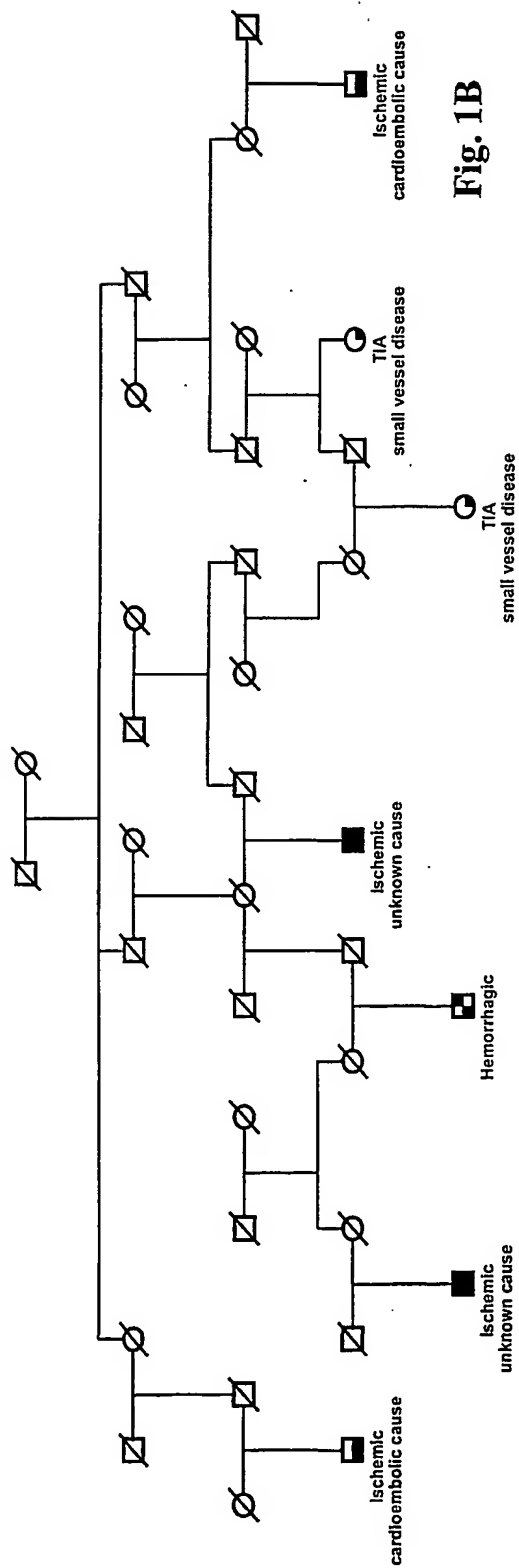 Ischemic
cardioembolic cause
Ischemic
unknown cause
Hemorrhagic
Ischemic
unknown cause
TIA
small vessel disease
TIA
small vessel disease
Ischemic
cardioembolic cause
Fig. 1B